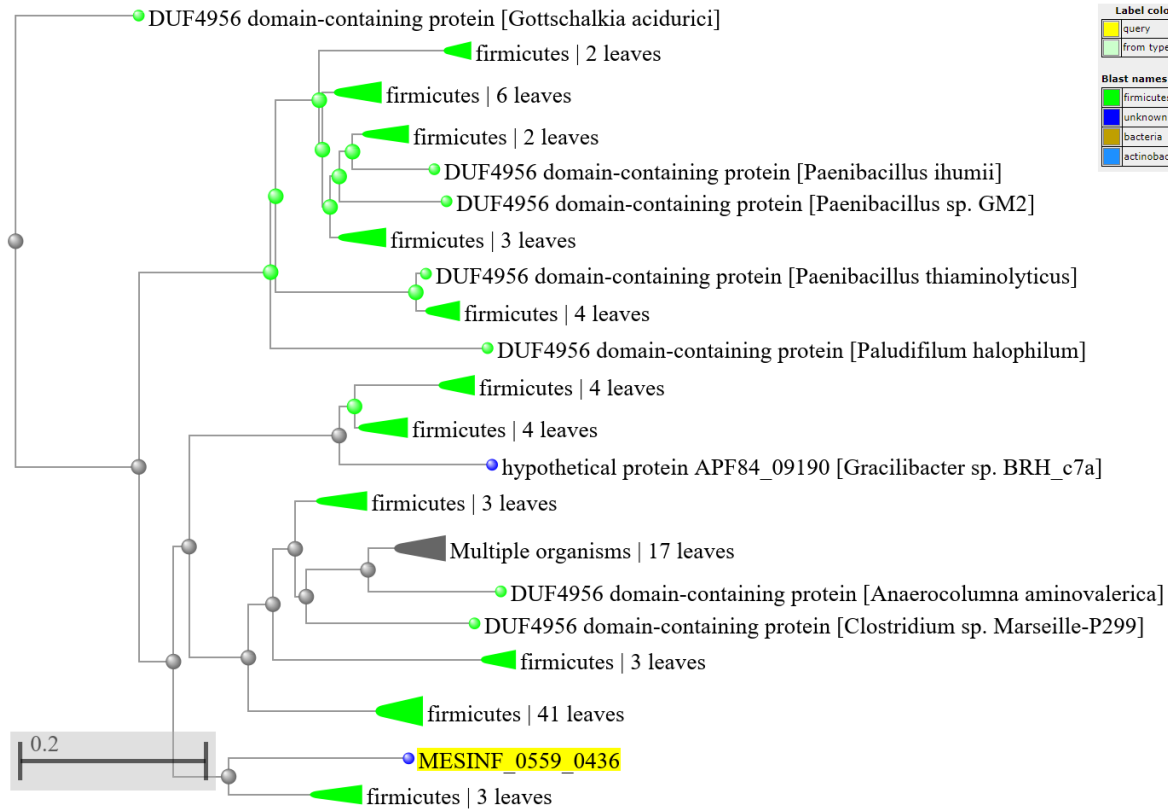 DUF4956 domain-containing protein [Gottschalkia acidurici]
firmicutes | 2 leaves
firmicutes | 6 leaves
firmicutes | 2 leaves
DUF4956 domain-containing protein [Paenibacillus ihumii]
DUF4956 domain-containing protein [Paenibacillus sp. GM2]
firmicutes | 3 leaves
DUF4956 domain-containing protein [Paenibacillus thiaminolyticus]
firmicutes | 4 leaves
DUF4956 domain-containing protein [Paludifilum halophilum]
firmicutes | 4 leaves
firmicutes | 4 leaves
hypothetical protein APF84_09190 [Gracilibacter sp. BRH_c7a]
firmicutes | 3 leaves
Multiple organisms | 17 leaves
DUF4956 domain-containing protein [Anaerocolumna aminovalerica]
DUF4956 domain-containing protein [Clostridium sp. Marseille-P299]
firmicutes | 3 leaves
firmicutes | 41 leaves
0.2
MESINF_0559_0436
firmicutes | 3 leaves
Label colo
query
from type
Blast names
firmicutes
unknown
bacteria
actinobac